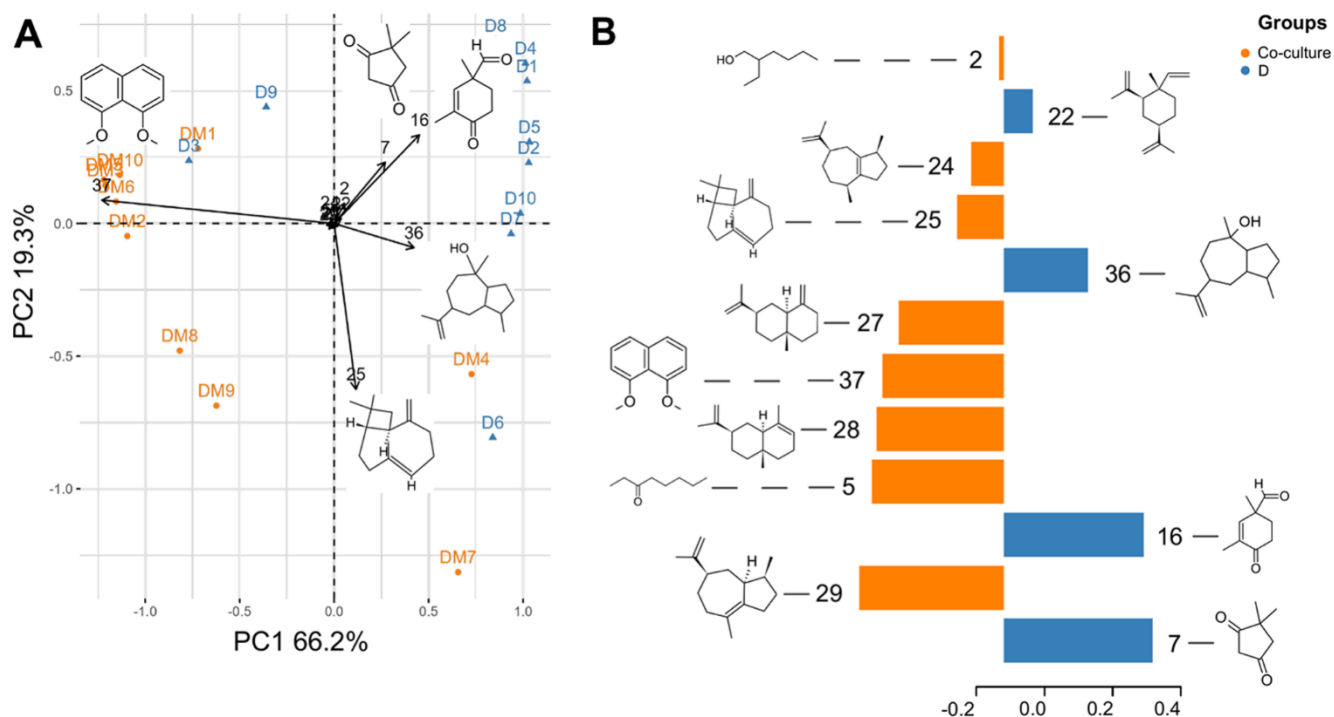 A
B
Groups
Co-culture
D
D8
D4
D1
D9
D5
D2
D10
D7
D3
DM1
DM10
DM6
DM2
DM8
DM9
DM4
D6
DM7
16
7
2
37
36
25
O
O
H
O
O
O
O
HO
H
H
H
0.5
0.0
-0.5
-1.0
-1.0
-0.5
0.0
0.5
1.0
PC2 19.3%
PC1 66.2%
HO
2
22
24
H
H
H
25
OH
36
H
27
O
O
37
H
28
O
5
H
O
O
16
H
29
O
O
7
-0.2
0.0
0.2
0.4